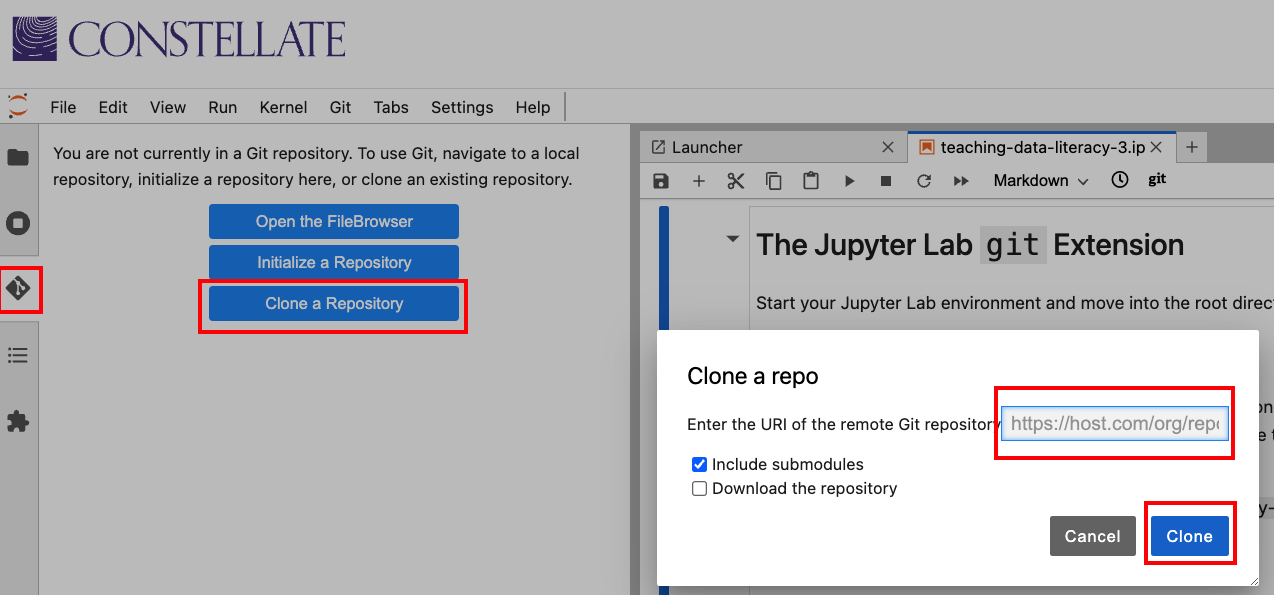 CONSTELLATE
File Edit View Run Kernel Git Tabs Settings Help
You are not currently in a Git repository. To use Git, navigate to a local
repository, initialize a repository here, or clone an existing repository.
Open the FileBrowser
Initialize a Repository
Clone a Repository
Launcher
teaching-data-literacy-3.ip
Markdown
git
The Jupyter Lab git Extension
Start your Jupyter Lab environment and move into the root direct
Clone a repo
Enter the URI of the remote Git repository
https://host.com/org/repo
Include submodules
Download the repository
Cancel
Clone